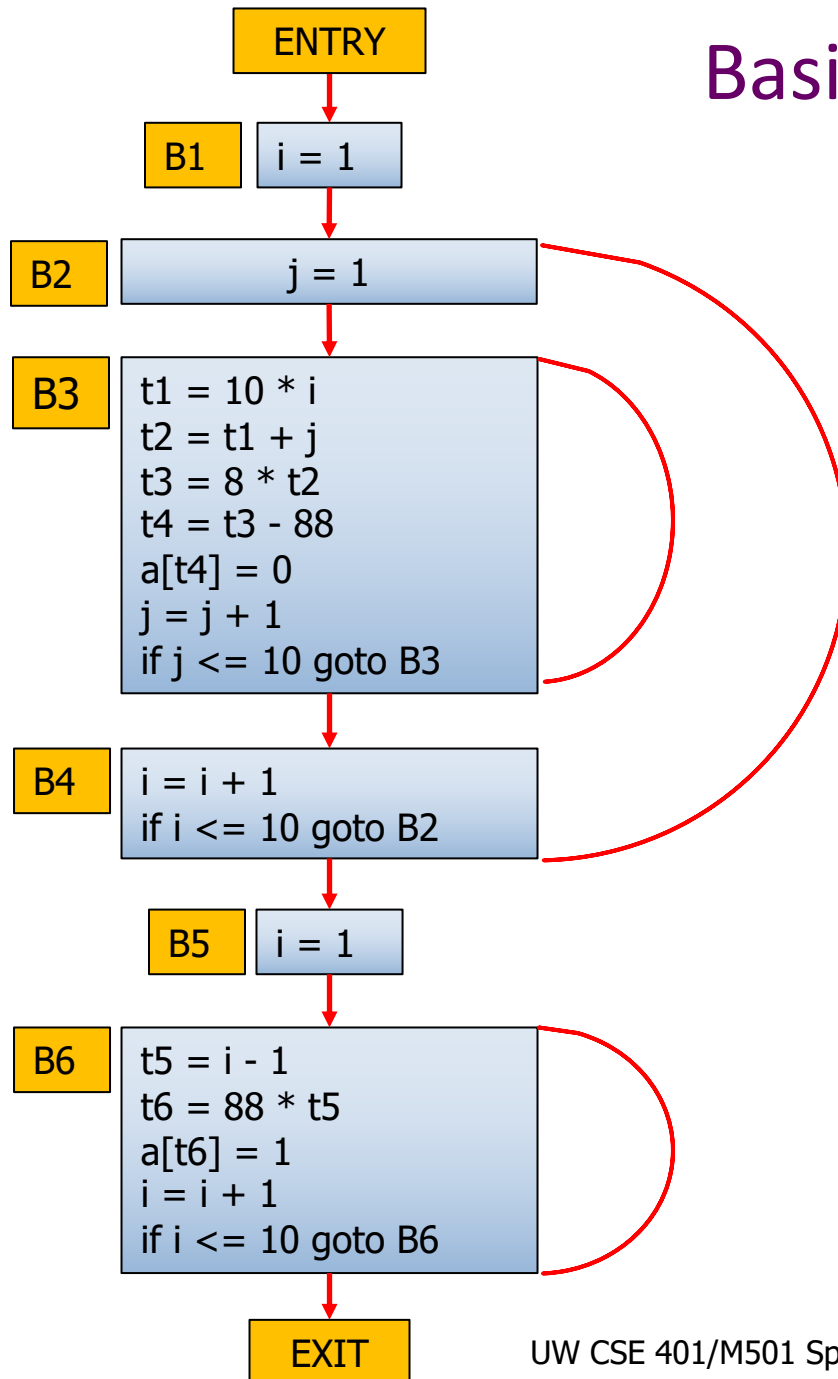 ENTRY
Basi
B1
i = 1
B2
j = 1
B3
t1 = 10 * i
t2 = t1 + j
t3 = 8 * t2
t4 = t3 - 88
a[t4] = 0
j = j + 1
if j <= 10 goto B3
B4
i = i + 1
if i <= 10 goto B2
B5
i = 1
B6
t5 = i - 1
t6 = 88 * t5
a[t6] = 1
i = i + 1
if i <= 10 goto B6
EXIT
UW CSE 401/M501 Sp